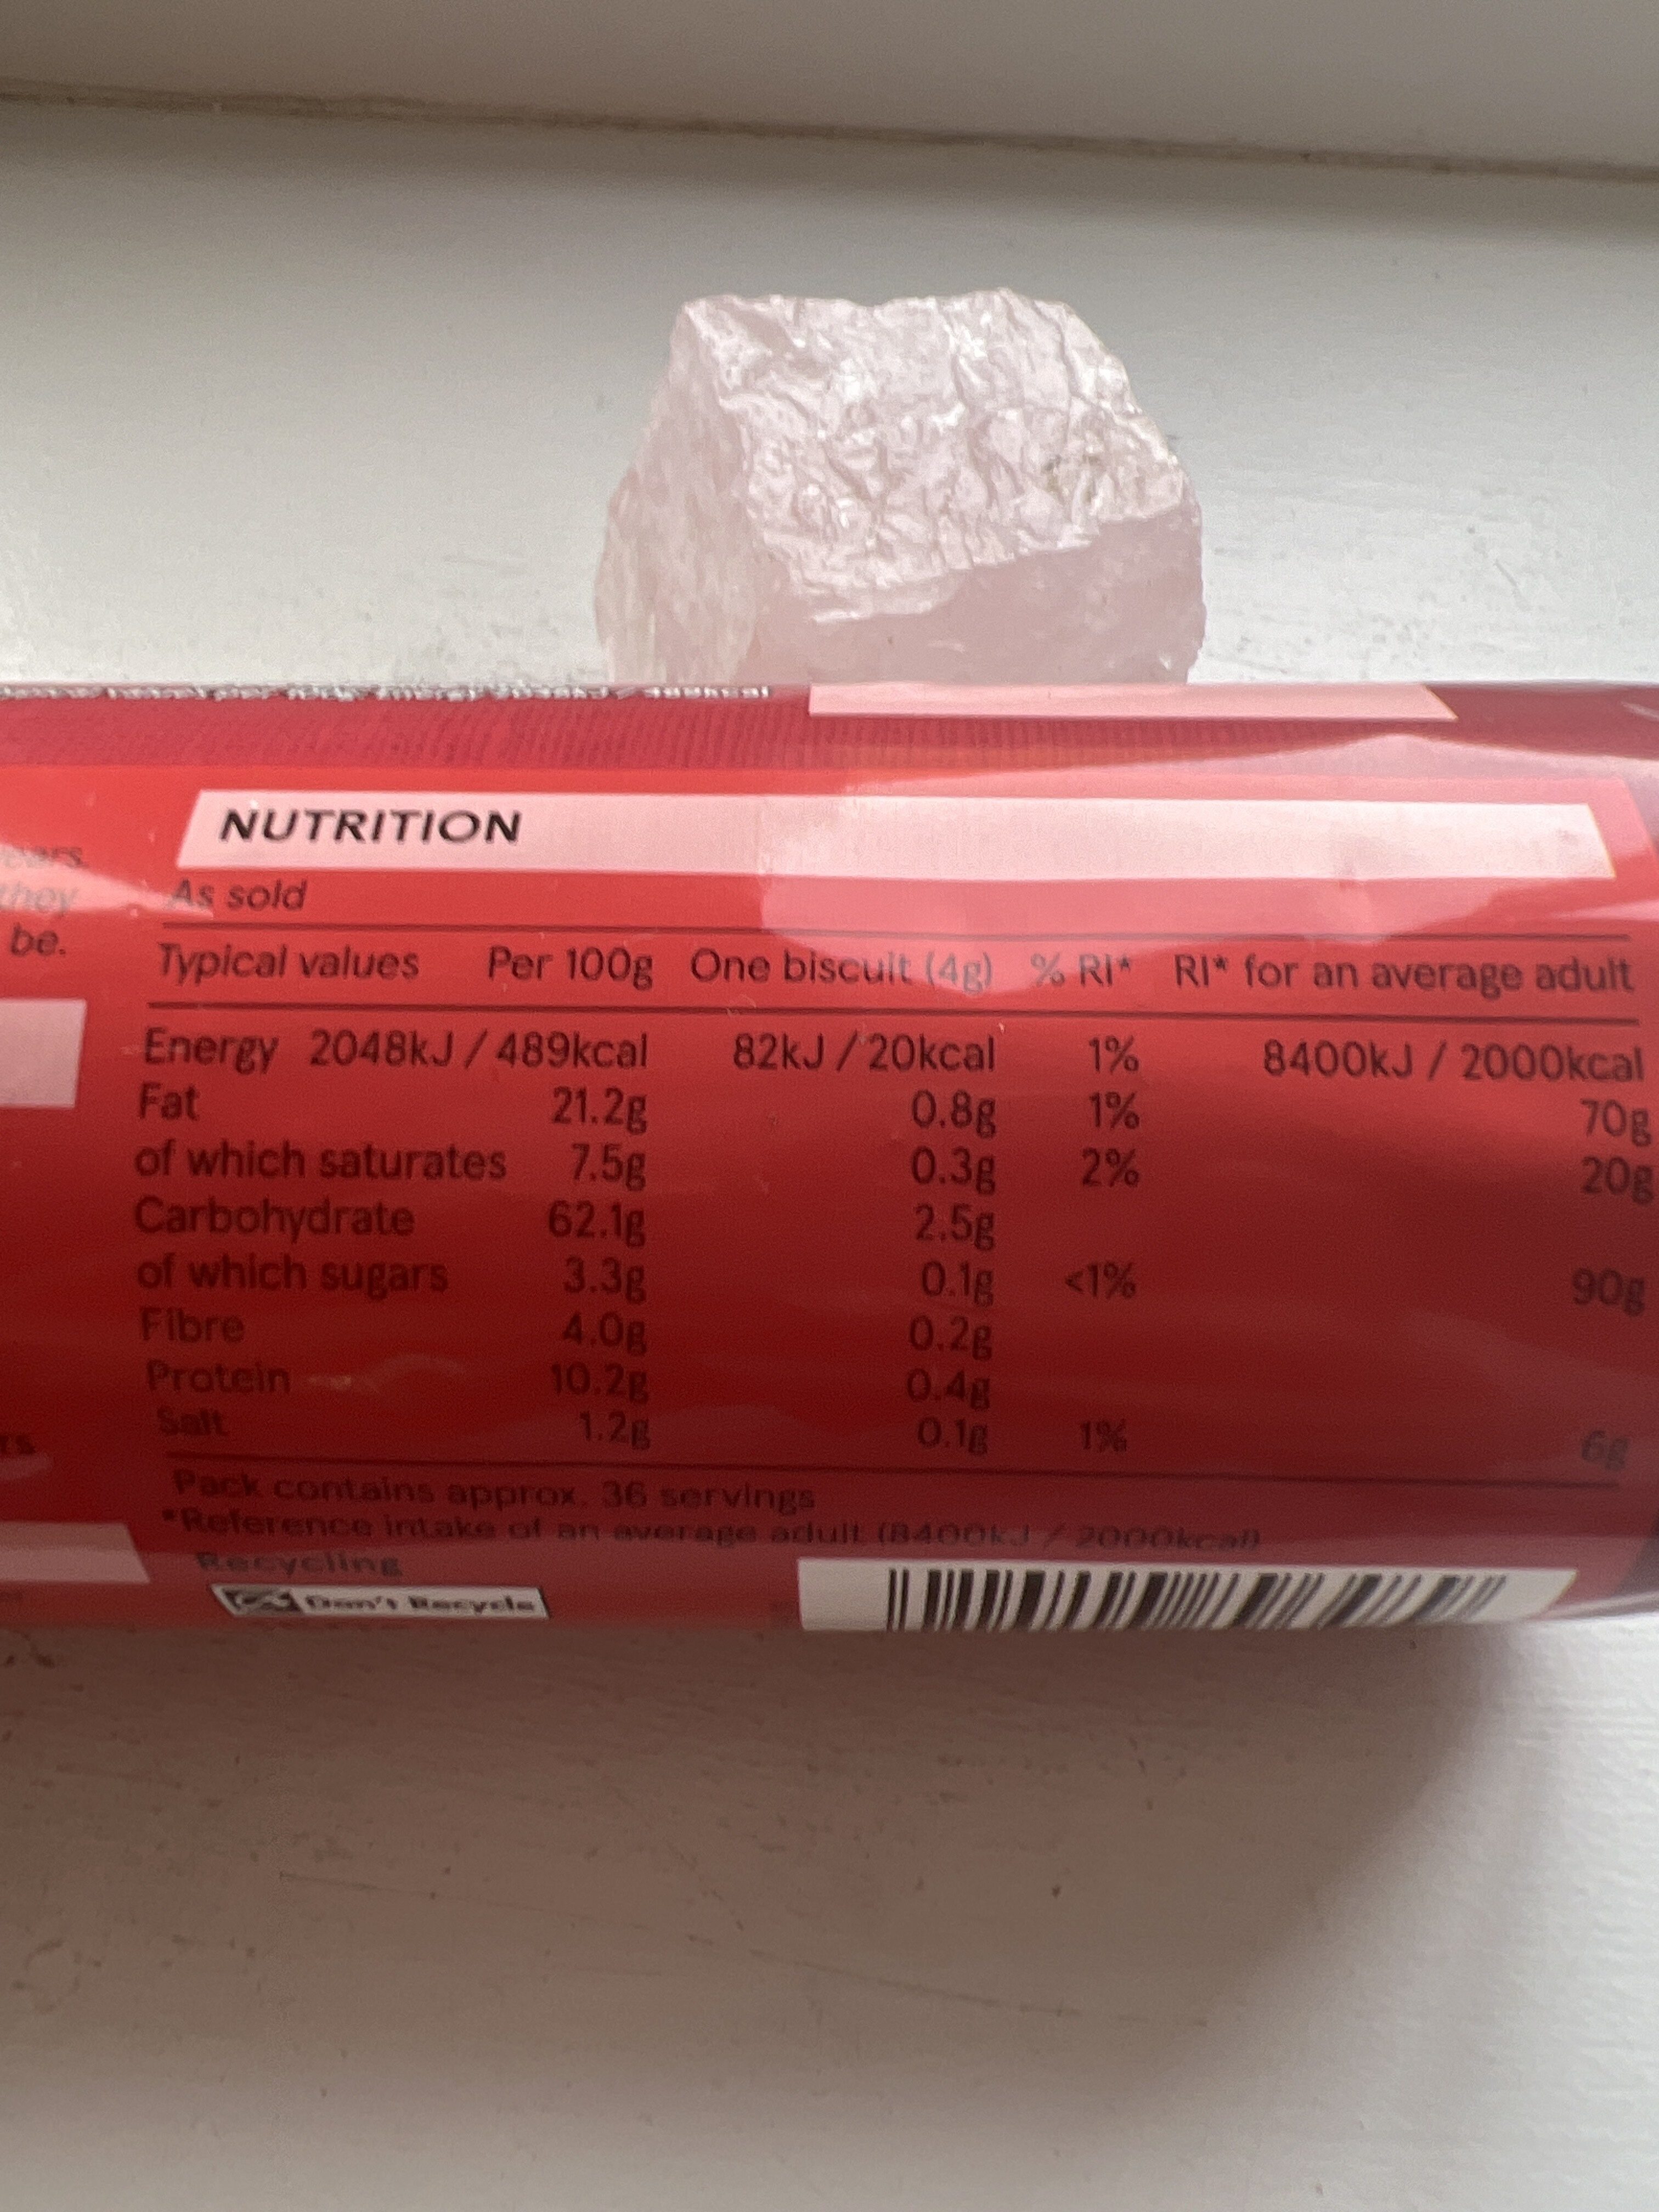 ears.
they
be.
NUTRITION
As sold
Typical values Per 100g One biscuit (4g) % RI* RI* for an average adult
Energy 2048kJ / 489kcal 82kJ / 20kcal 1% 8400kJ / 2000kcal
Fat 21.2g 0.8g 1% 70g
of which saturates 7.5g 0.3g 2% 20g
Carbohydrate 62.1g 2.5g
of which sugars 3.3g 0.1g <1% 90g
Fibre 4.0g 0.2g
Protein 10.2g 0.4g
Salt 1.2g 0.1g 1% 6g
Pack contains approx. 36 servings
*Reference intake of an average adult (8400kJ / 2000kcal)
Recycling
Don't Recycle